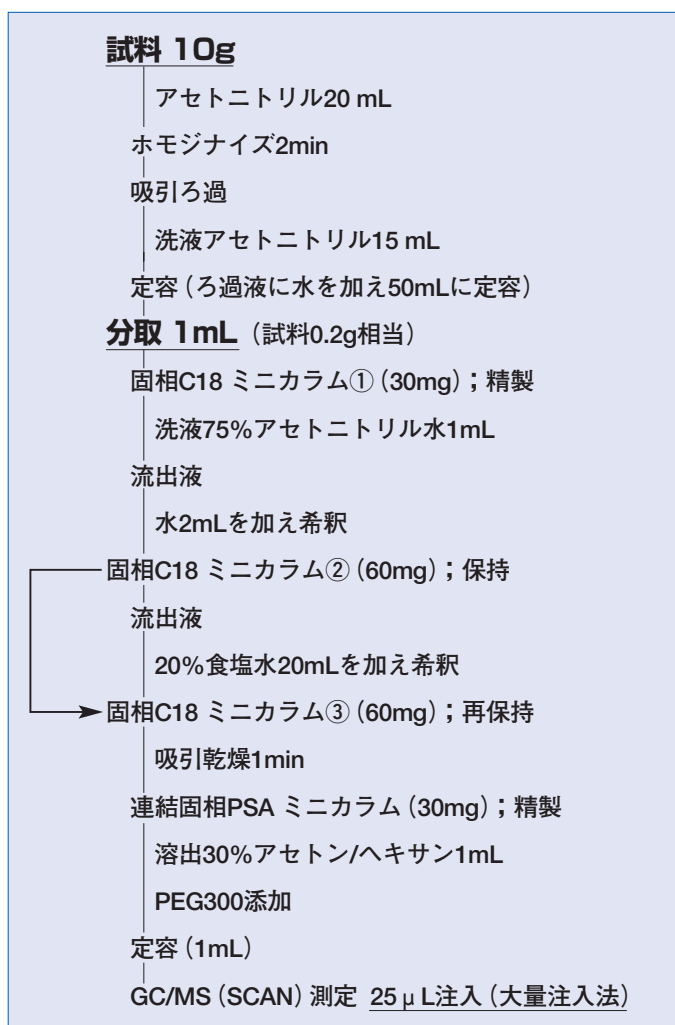 試料 10g
アセトニトリル20 mL
ホモジナイズ2min
吸引ろ過
洗液アセトニトリル15 mL
定容（ろ過液に水を加え50mLに定容）
分取 1mL（試料0.2g相当）
固相C18 ミニカラム①（30mg）；精製
洗液75%アセトニトリル水1mL
流出液
水2mLを加え希釈
固相C18 ミニカラム②（60mg）；保持
流出液
20%食塩水20mLを加え希釈
固相C18 ミニカラム③（60mg）；再保持
吸引乾燥1min
連結固相PSA ミニカラム（30mg）；精製
溶出30%アセトン/ヘキサン1mL
PEG300添加
定容（1mL）
GC/MS（SCAN）測定 25μL注入（大量注入法）